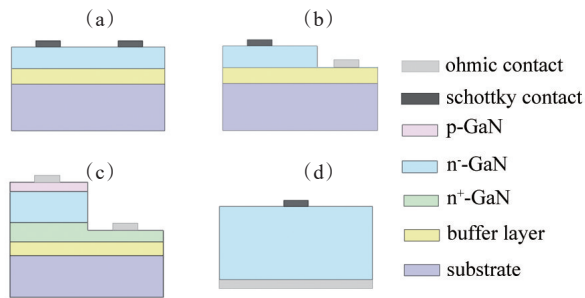 (a)
(b)
(c)
(d)
ohmic contact
schottky contact
p-GaN
n⁻-GaN
n⁺-GaN
buffer layer
substrate